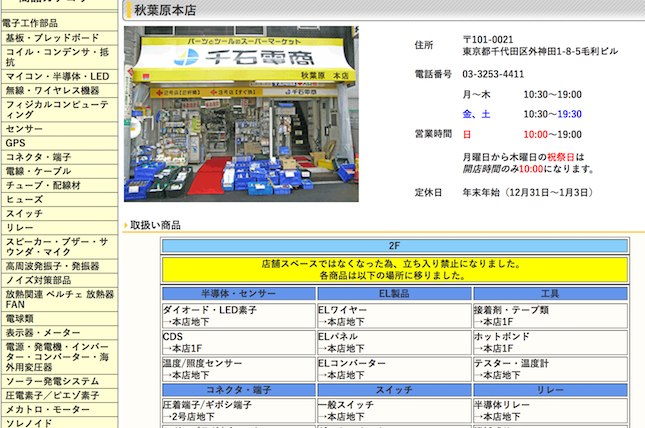 電子工作部品
基板・ブレッドボード
コイル・コンデンサ・抵
抗
マイコン・半導体・LED
無線・ワイヤレス機器
フィジカルコンピューテ
ィング
センサー
GPS
コネクタ・端子
電線・ケーブル
チューブ・配線材
ヒューズ
スイッチ
リレー
スピーカー・ブザー・サ
ウンダ・マイク
高周波発振子・発振器
ノイズ対策部品
放熱関連 ペルチェ 放熱器
FAN
電球類
表示器・メーター
電源・発電機・インバー
ター・コンバーター・海
外用変圧器
ソーラー発電システム
圧電素子／ピエゾ素子
メカトロ・モーター
ソレノイド
秋葉原本店
パーツとツールのスーパーマーケット
千石電商
秋葉原 本店
千石電商
住所
〒101-0021
東京都千代田区外神田1-8-5毛利ビル
電話番号 03-3253-4411
営業時間
月～木 10:30～19:00
金、土 10:30～19:30
日 10:00～19:00
月曜日から木曜日の祝祭日は
開店時間のみ10:00になります。
定休日 年末年始（12月31日～1月3日）
取扱い商品
2F
店舗スペースではなくなった為、立ち入り禁止になりました。
各商品は以下の場所に移りました。
半導体・センサー EL製品 工具
ダイオード・LED素子 ELワイヤー 接着剤・テープ類
→本店地下 →本店地下 →本店1F
CDS ELパネル ホットボンド
→本店1F →本店地下 →本店1F
温度/照度センサー ELコンバーター テスター・温度計
→本店地下 →本店地下 →本店地下
コネクタ・端子 スイッチ リレー
圧着端子/ギボシ端子 一般スイッチ 半導体リレー
→2号店地下 →本店地下 →本店地下